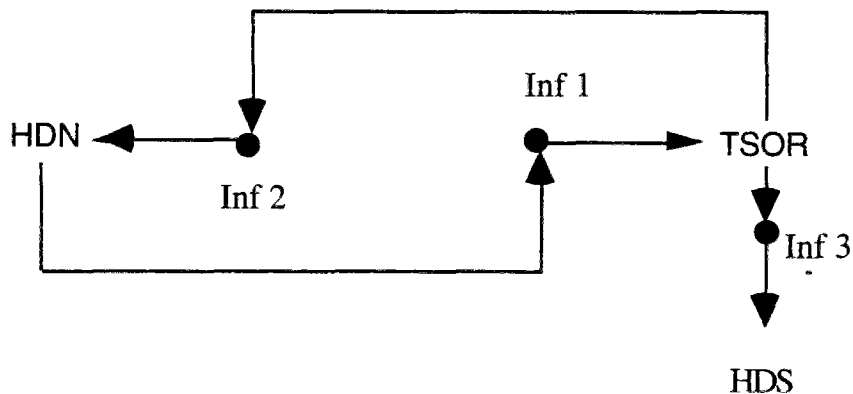 Inf 1
HDN
TSOR
Inf 2
Inf 3
HDS